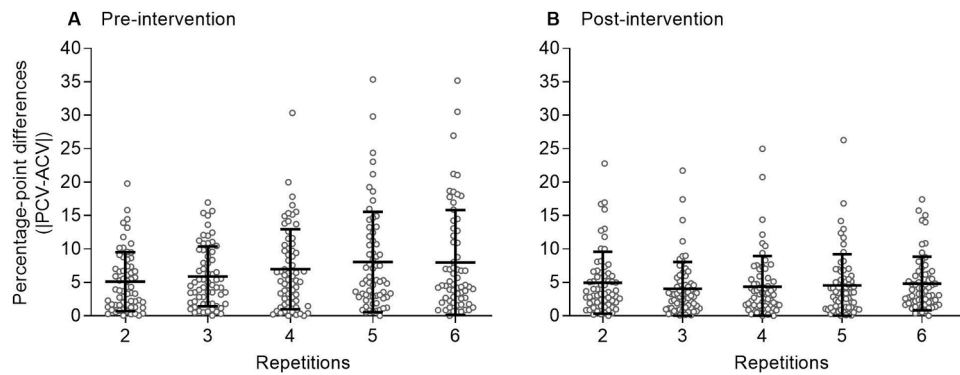 A Pre-intervention
B Post-intervention
Percentage-point differences
(|PCV-ACV|)
40
35
30
25
20
15
10
5
0
2 3 4 5 6
Repetitions
40
35
30
25
20
15
10
5
0
2 3 4 5 6
Repetitions